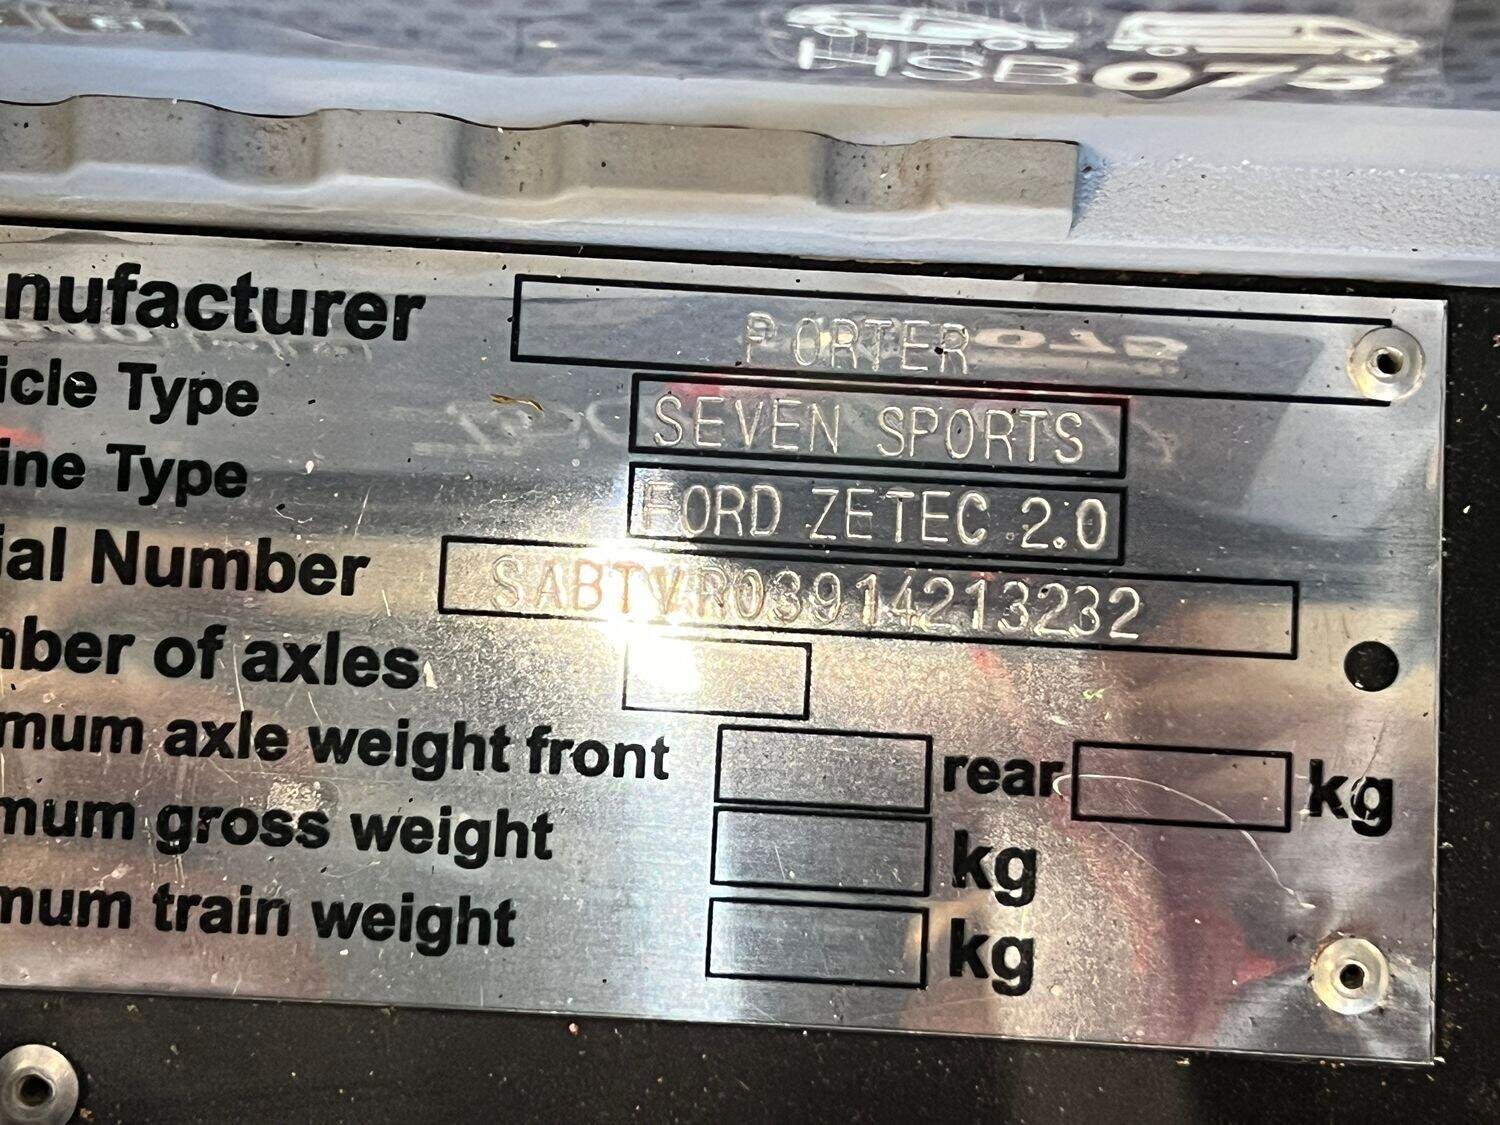 HSB075
nufacturer PORTER
icle Type SEVEN SPORTS
ine Type FORD ZETEC 2.0
ial Number SABTVR03914213232
nber of axles
mum axle weight front rear kg
mum gross weight kg
mum train weight kg